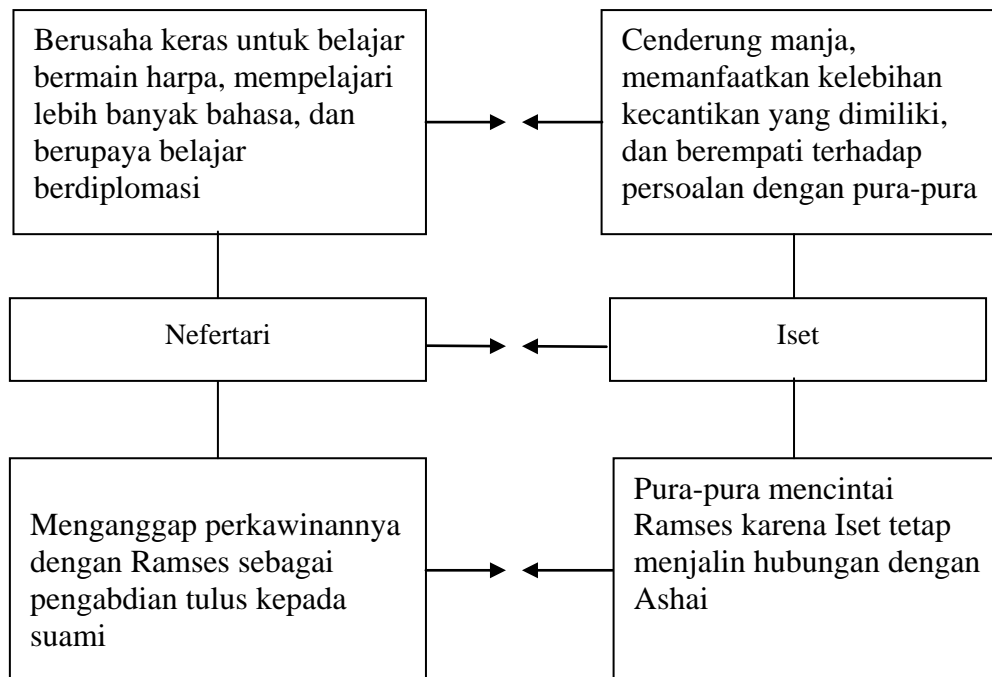 Berusaha keras untuk belajar
bermain harpa, mempelajari
lebih banyak bahasa, dan
berupaya belajar
berdiplomasi
Cenderung manja,
memanfaatkan kelebihan
kecantikan yang dimiliki,
dan berempati terhadap
persoalan dengan pura-pura
Nefertari
Iset
Menganggap perkawinannya
dengan Ramses sebagai
pengabdian tulus kepada
suami
Pura-pura mencintai
Ramses karena Iset tetap
menjalin hubungan dengan
Ashai